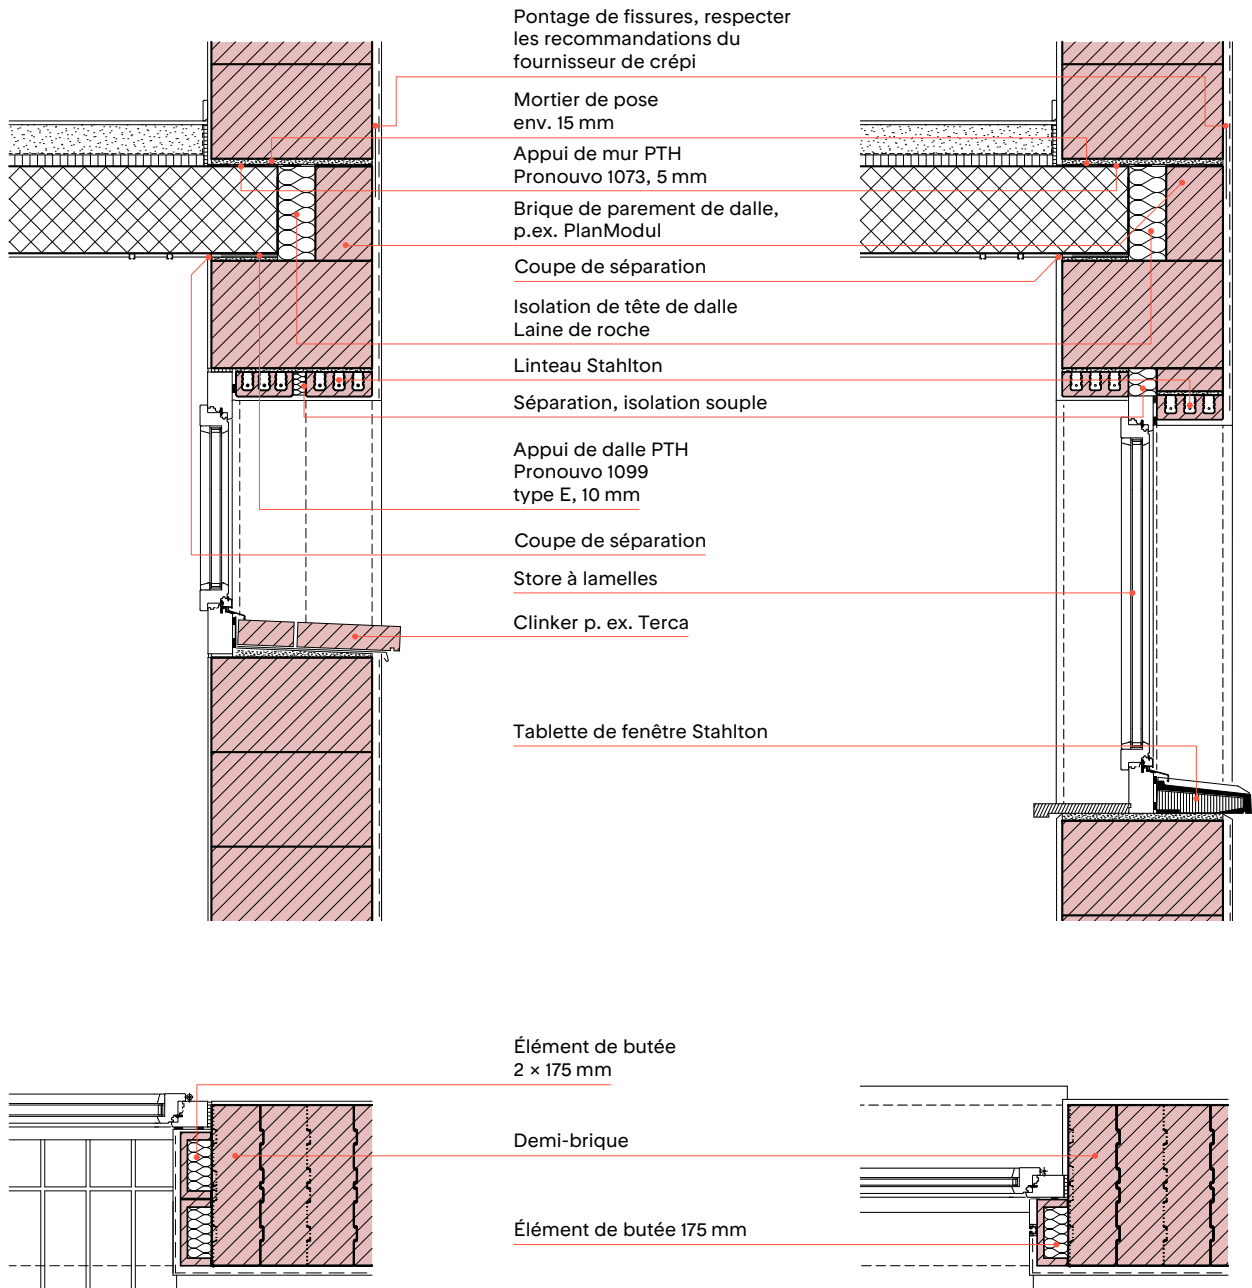 Pontage de fissures, respecter
les recommandations du
fournisseur de crépi
Mortier de pose
env. 15 mm
Appui de mur PTH
Pronouvo 1073, 5 mm
Brique de parement de dalle,
p.ex. PlanModul
Coupe de séparation
Isolation de tête de dalle
Laine de roche
Linteau Stahlton
Séparation, isolation souple
Appui de dalle PTH
Pronouvo 1099
type E, 10 mm
Coupe de séparation
Store à lamelles
Clinker p. ex. Terca
Tablette de fenêtre Stahlton
Élément de butée
2 × 175 mm
Demi-brique
Élément de butée 175 mm